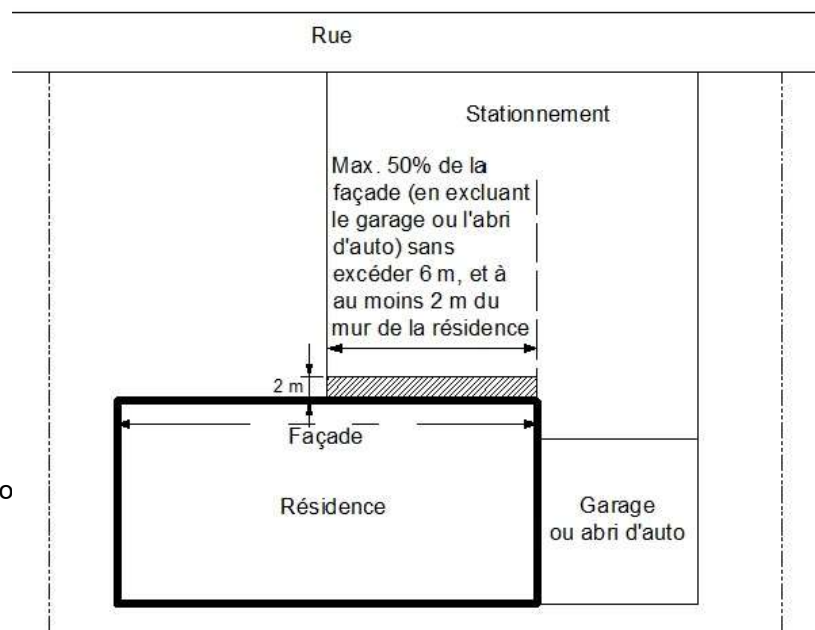 Rue
Stationnement
Max. 50% de la
façade (en excluant
le garage ou l'abri
d'auto) sans
excéder 6 m, et à
au moins 2 m du
mur de la résidence
2 m
Façade
o
Résidence
Garage
ou abri d'auto